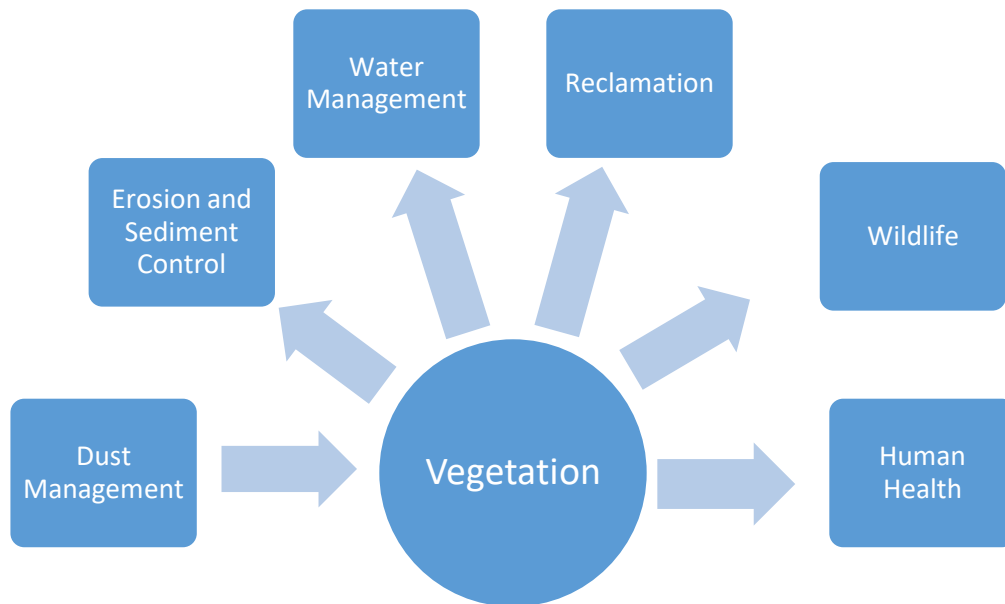 Water
Management
Reclamation
Erosion and
Sediment
Control
Wildlife
Dust
Management
Vegetation
Human
Health